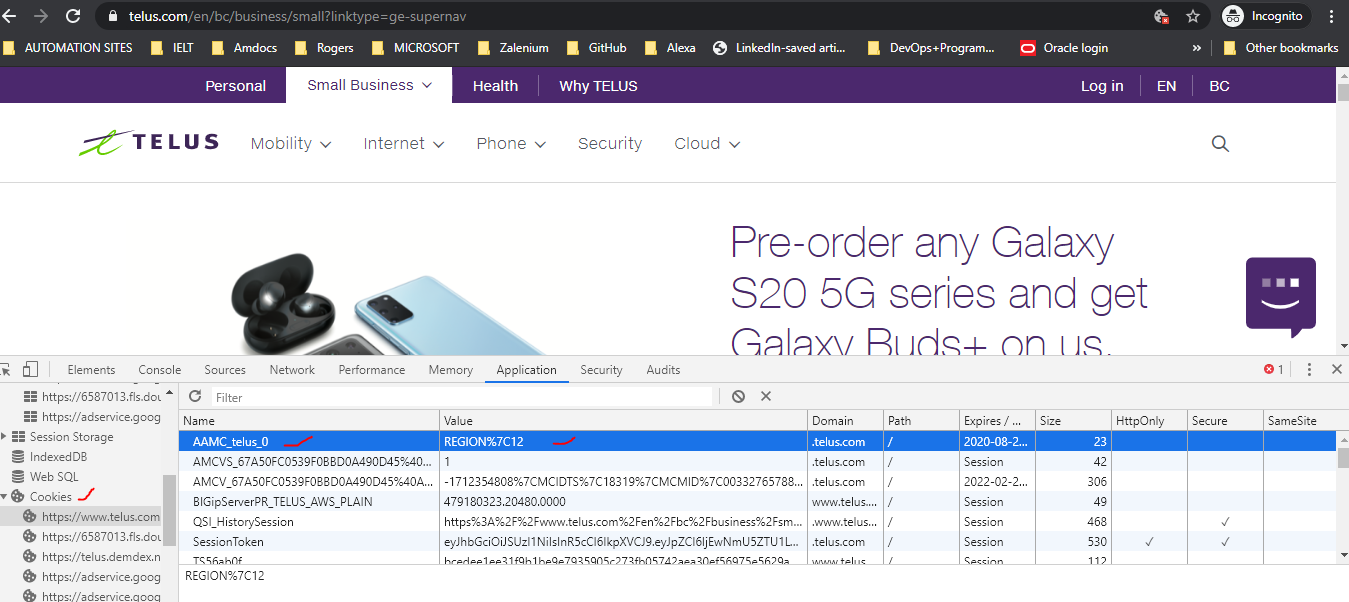 telus.com/en/bc/business/small?linktype=ge-supernav Incognito
AUTOMATION SITES IELT Amdocs Rogers MICROSOFT Zalenium GitHub Alexa LinkedIn-saved arti... DevOps+Program... Oracle login » Other bookmarks
Personal Small Business Health Why TELUS Log in EN BC
TELUS Mobility Internet Phone Security Cloud
Pre-order any Galaxy
S20 5G series and get
Galaxy Buds+ on us.
Elements Console Sources Network Performance Memory Application Security Audits 1
https://6587013.fls.dou
https://adservice.goog
Session Storage
IndexedDB
Web SQL
Cookies
https://www.telus.com
https://6587013.fls.dou
https://telus.demdex.n
https://adservice.goog
https://adservice.goog
Filter
Name Value Domain Path Expires / ... Size HttpOnly Secure SameSite
AAMC_telus_0 REGION%7C12 .telus.com / 2020-08-2... 23
AMCVS_67A50FC0539F0BBD0A490D45%40... 1 .telus.com / Session 42
AMCV_67A50FC0539F0BBD0A490D45%40A... -1712354808%7CMCIDTS%7C18319%7CMCMID%7C00332765788... .telus.com / 2022-02-2... 306
BIGipServerPR_TELUS_AWS_PLAIN 479180323.20480.0000 www.telus.... / Session 49
QSI_HistorySession https%3A%2F%2Fwww.telus.com%2Fen%2Fbc%2Fbusiness%2Fsm... .www.telus... / Session 468 ✓
SessionToken .telus.com / Session 530 ✓ ✓
TS56ab0f www.telus / Session 112
REGION%7C12